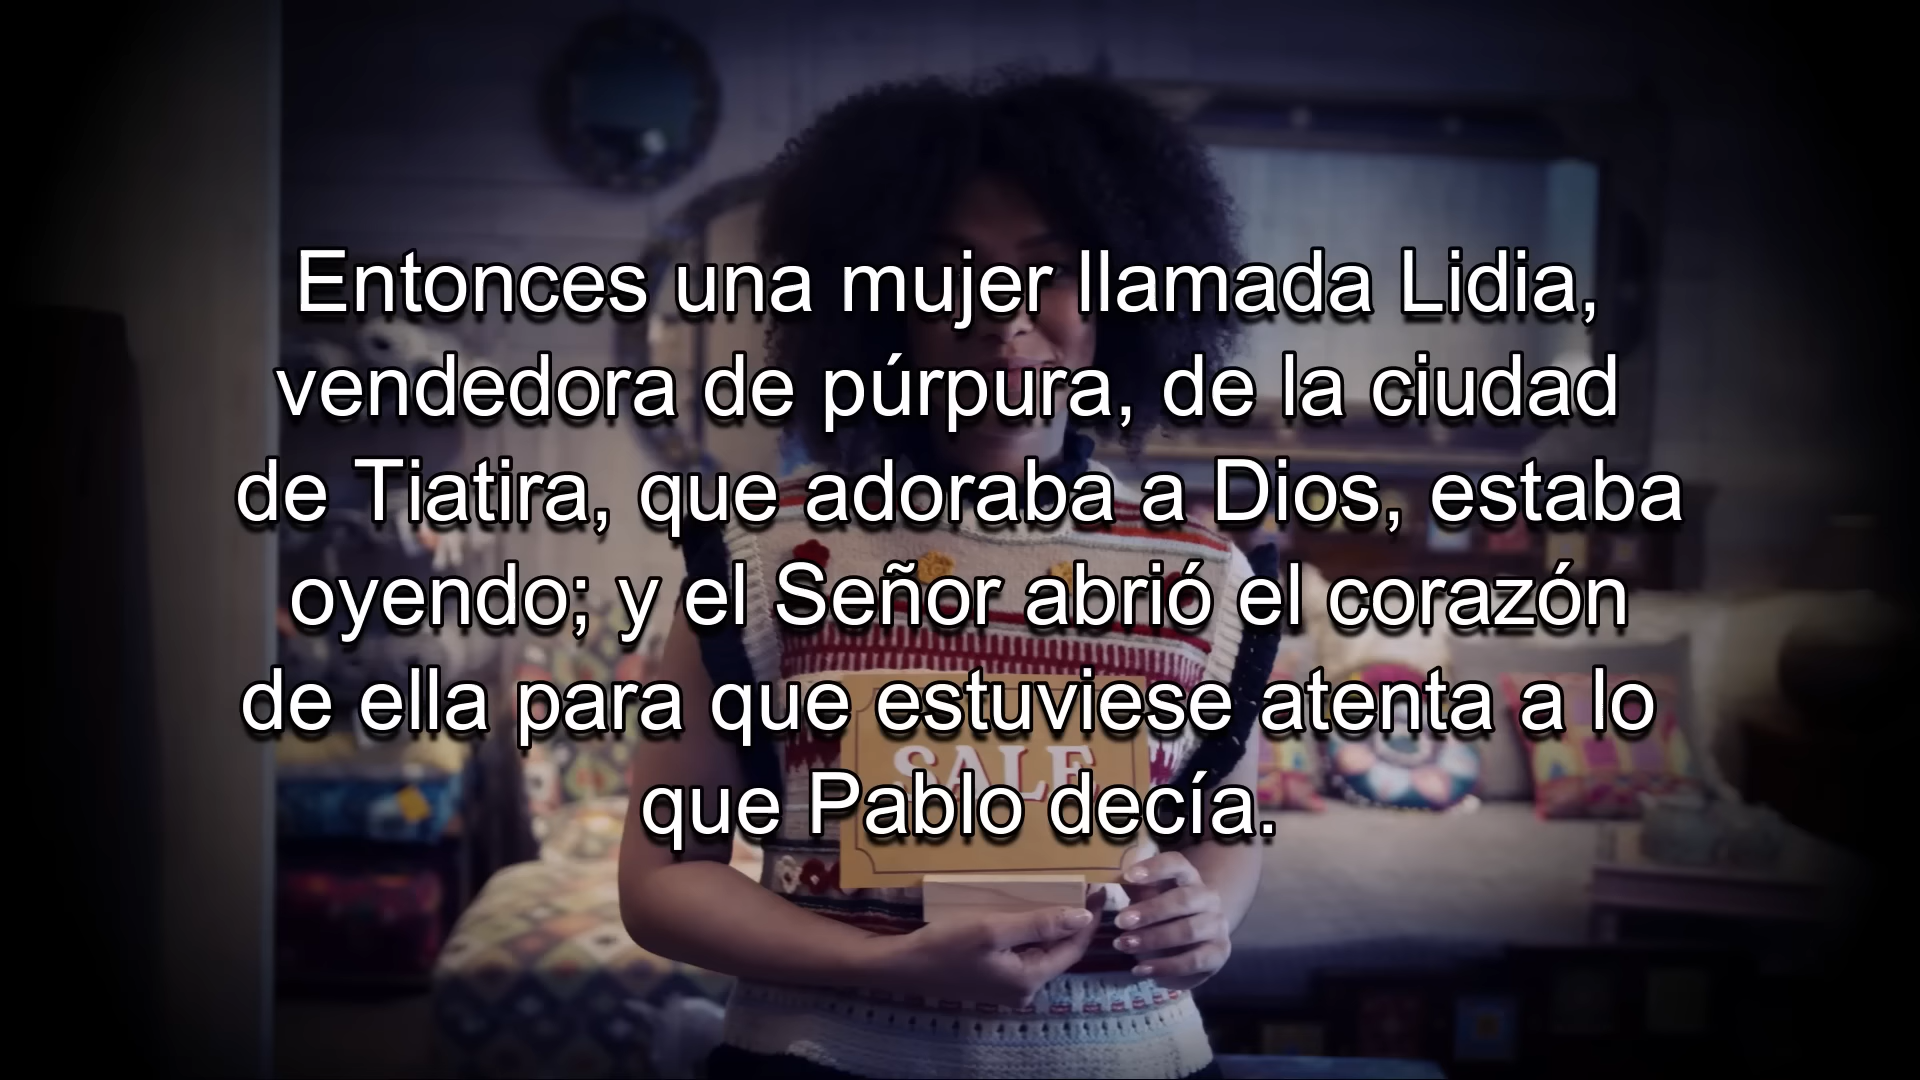 Entonces una mujer llamada Lidia,
vendedora de púrpura, de la ciudad
de Tiatira, que adoraba a Dios, estaba
oyendo; y el Señor abrió el corazón
de ella para que estuviese atenta a lo
SALE
que Pablo decía.